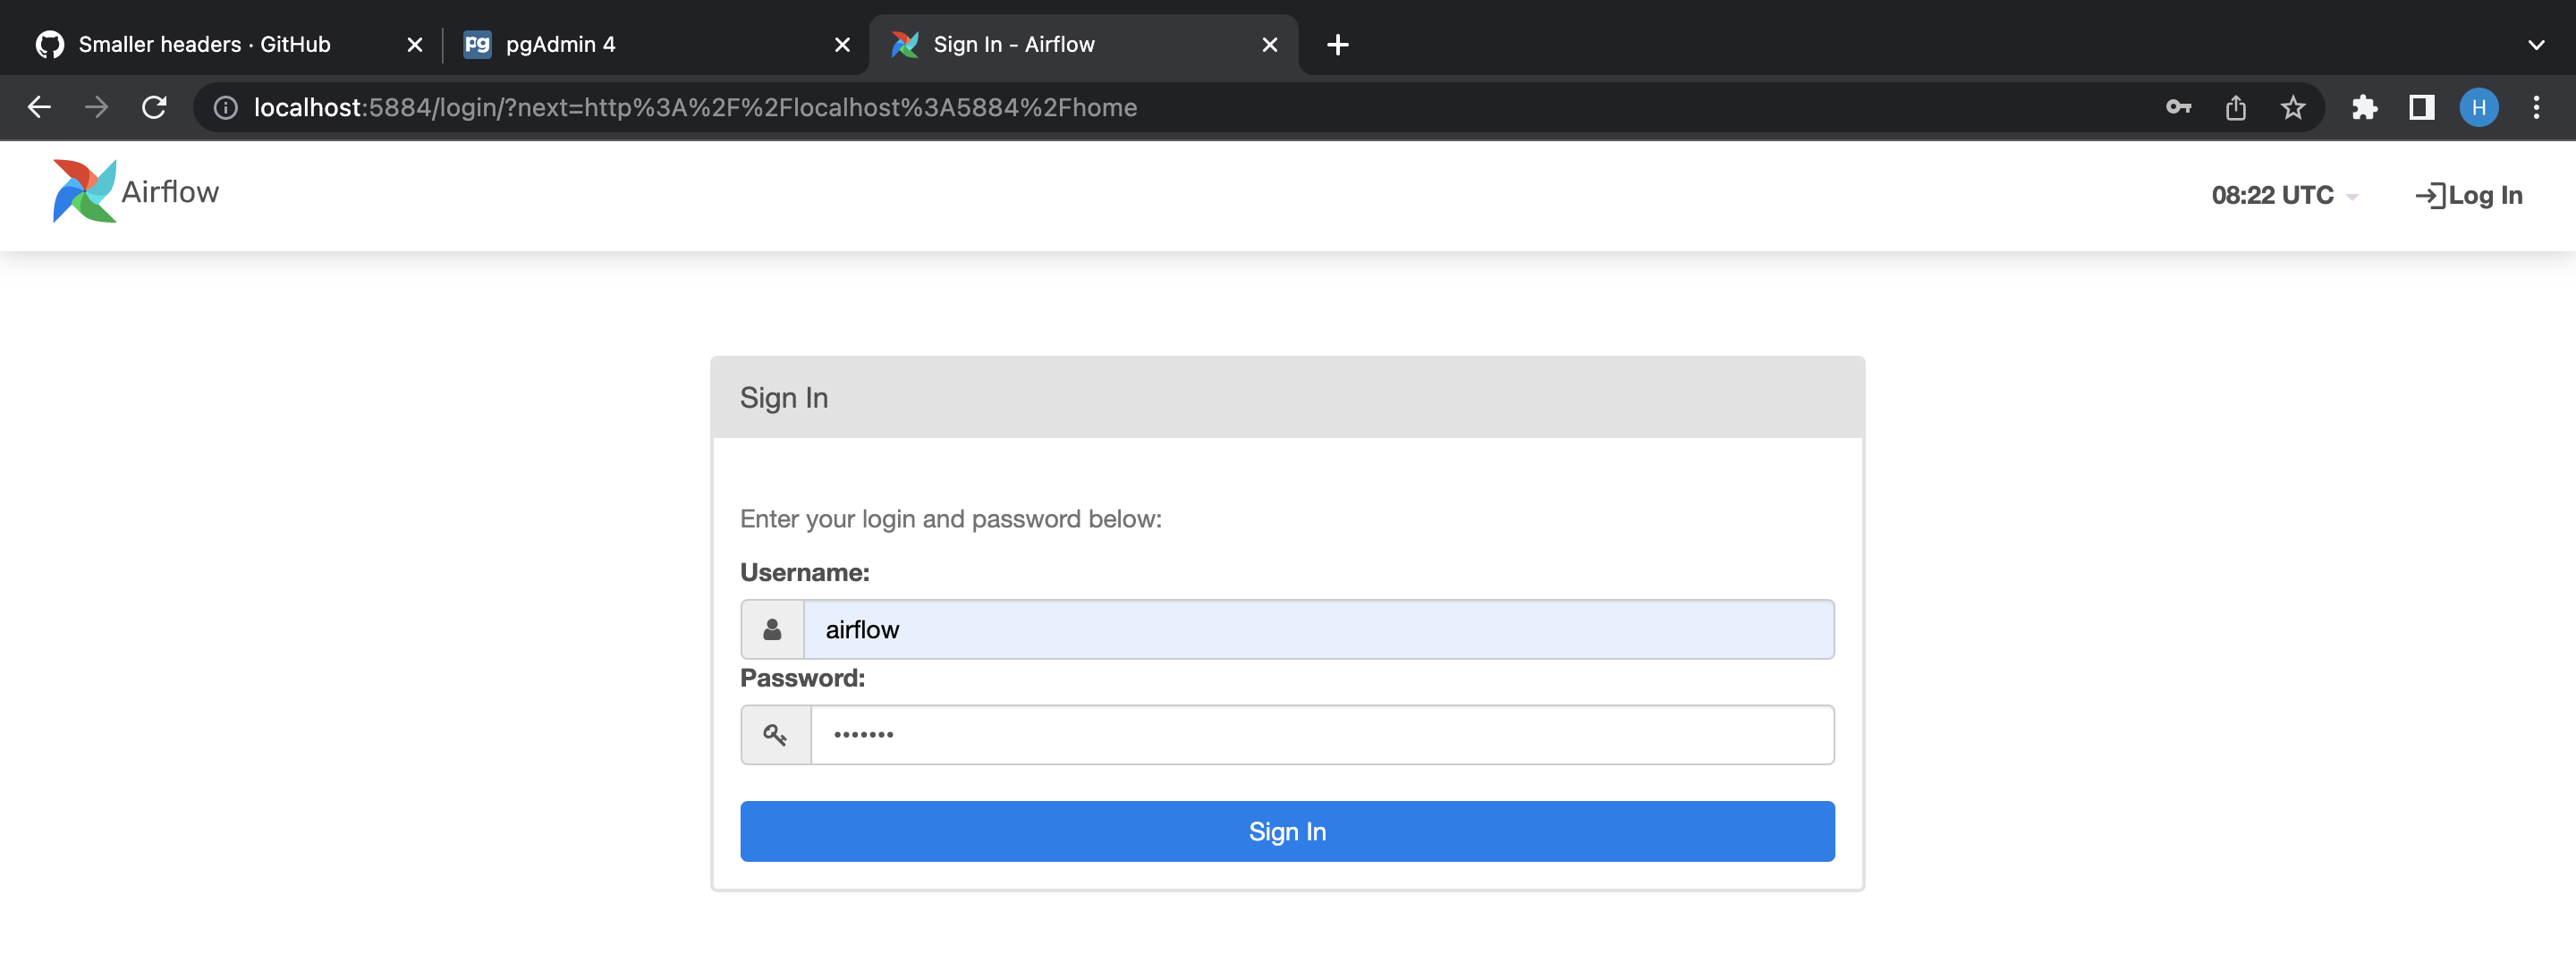 Smaller headers · GitHub
pg pgAdmin 4
Sign In - Airflow
localhost:5884/login/?next=http%3A%2F%2Flocalhost%3A5884%2Fhome
H
Airflow
08:22 UTC
Log In
Sign In
Enter your login and password below:
Username:
airflow
Password:
•••••••
Sign In